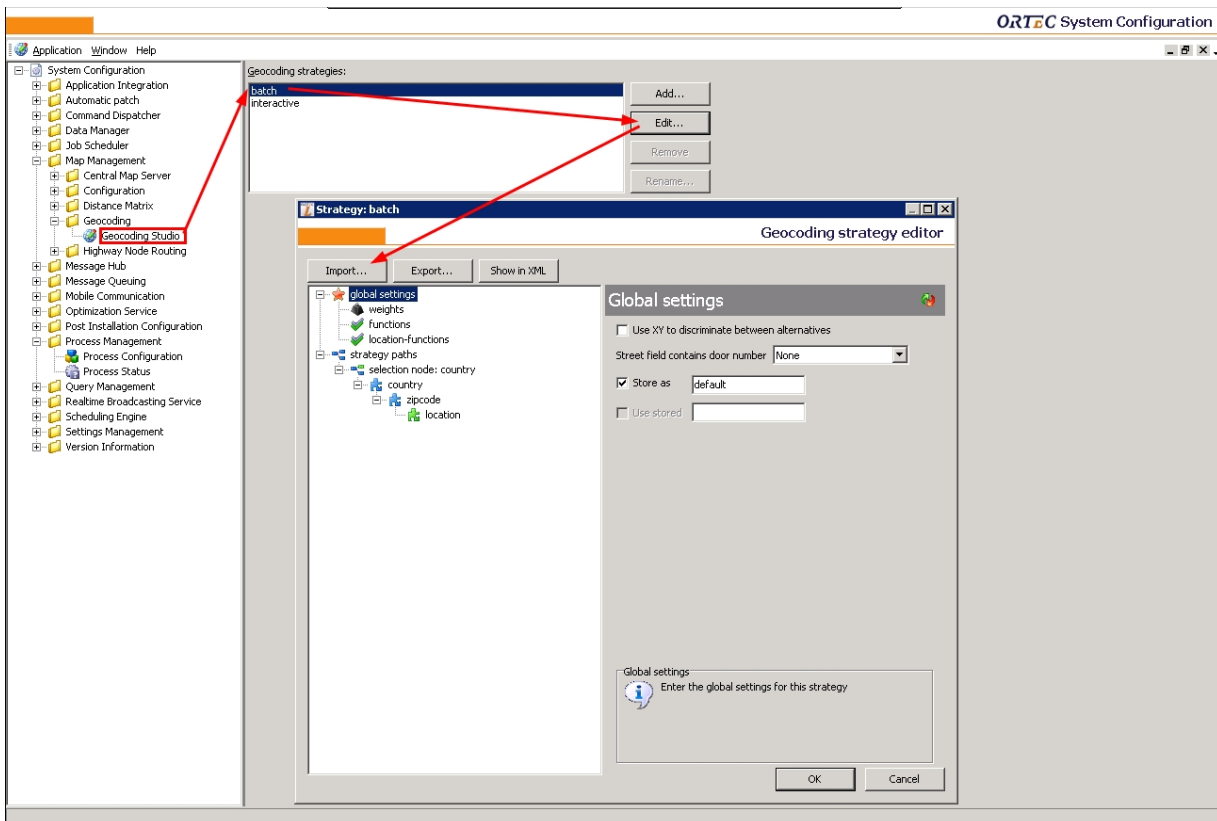 ORTEC System Configuration
Application Window Help
System Configuration
Application Integration
Automatic patch
Command Dispatcher
Data Manager
Job Scheduler
Map Management
Central Map Server
Configuration
Distance Matrix
Geocoding
Geocoding Studio
Highway Node Routing
Message Hub
Message Queuing
Mobile Communication
Optimization Service
Post Installation Configuration
Process Management
Process Configuration
Process Status
Query Management
Realtime Broadcasting Service
Scheduling Engine
Settings Management
Version Information
Geocoding strategies:
batch
interactive
Add...
Edit...
Remove
Rename...
Strategy: batch
Geocoding strategy editor
Import... Export... Show in XML
global settings
weights
functions
location-functions
strategy paths
selection node: country
country
zipcode
location
Global settings
Use XY to discriminate between alternatives
Street field contains door number None
Store as default
Use stored
Global settings
Enter the global settings for this strategy
OK Cancel